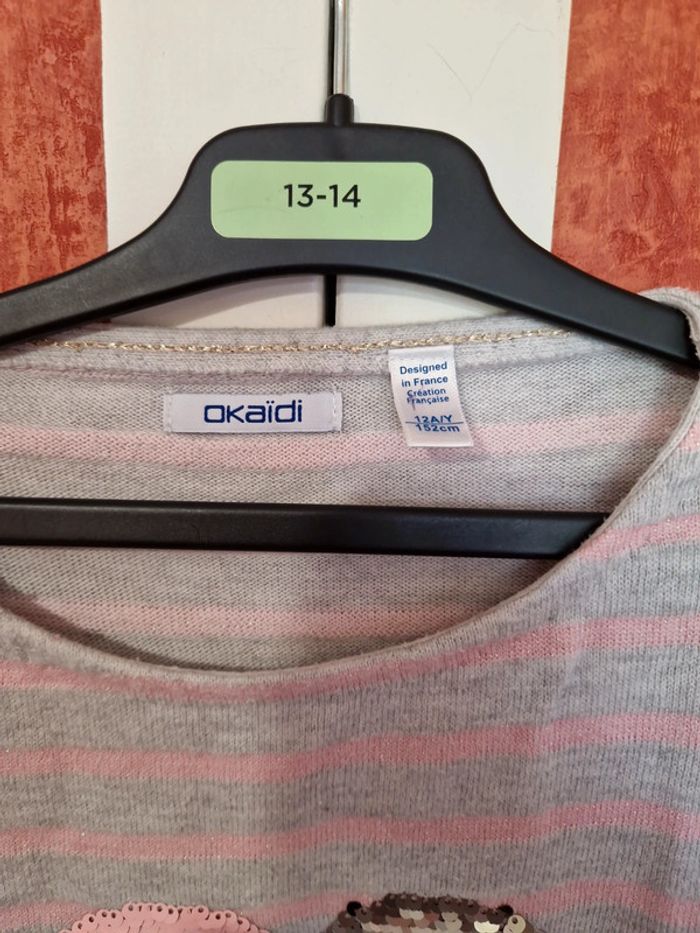 13-14
okaïdi
Designed
in France
Création
Française
12A/Y
152cm